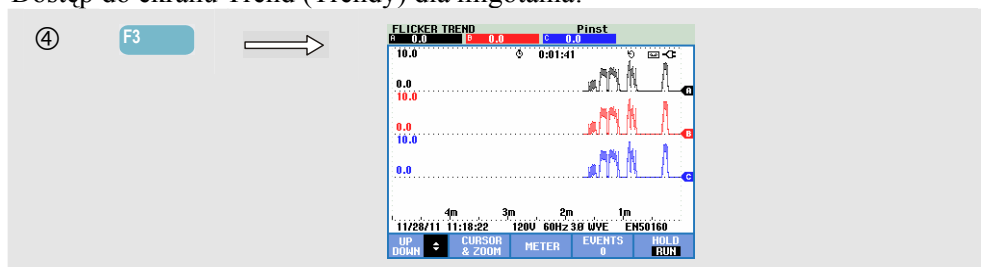 Dostęp do ekranu Trend (Trendy) dla migotania:
④ F3
FLICKER TREND Pinst
A 0.0 B 0.0 C 0.0
10.0 0:01:41
0.0 A
10.0
0.0 B
10.0
0.0 C
4m 3m 2m 1m
11/28/11 11:18:22 120V 60Hz 3Ø WYE EN50160
UP DOWN CURSOR & ZOOM METER EVENTS 0 HOLD RUN